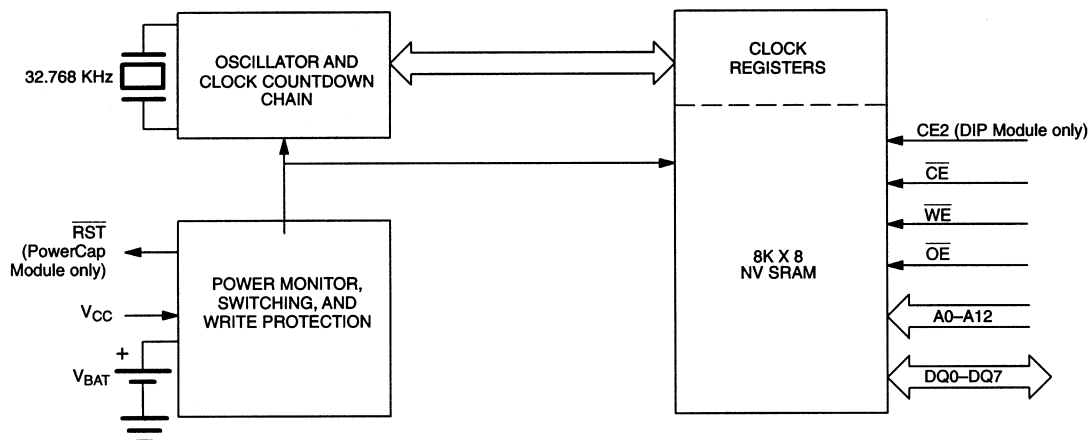 32.768 KHz
OSCILLATOR AND
CLOCK COUNTDOWN
CHAIN
CLOCK
REGISTERS
CE2 (DIP Module only)
CE
WE
OE
8K X 8
NV SRAM
A0–A12
DQ0–DQ7
RST
(PowerCap
Module only)
VCC
+
VBAT
POWER MONITOR,
SWITCHING, AND
WRITE PROTECTION